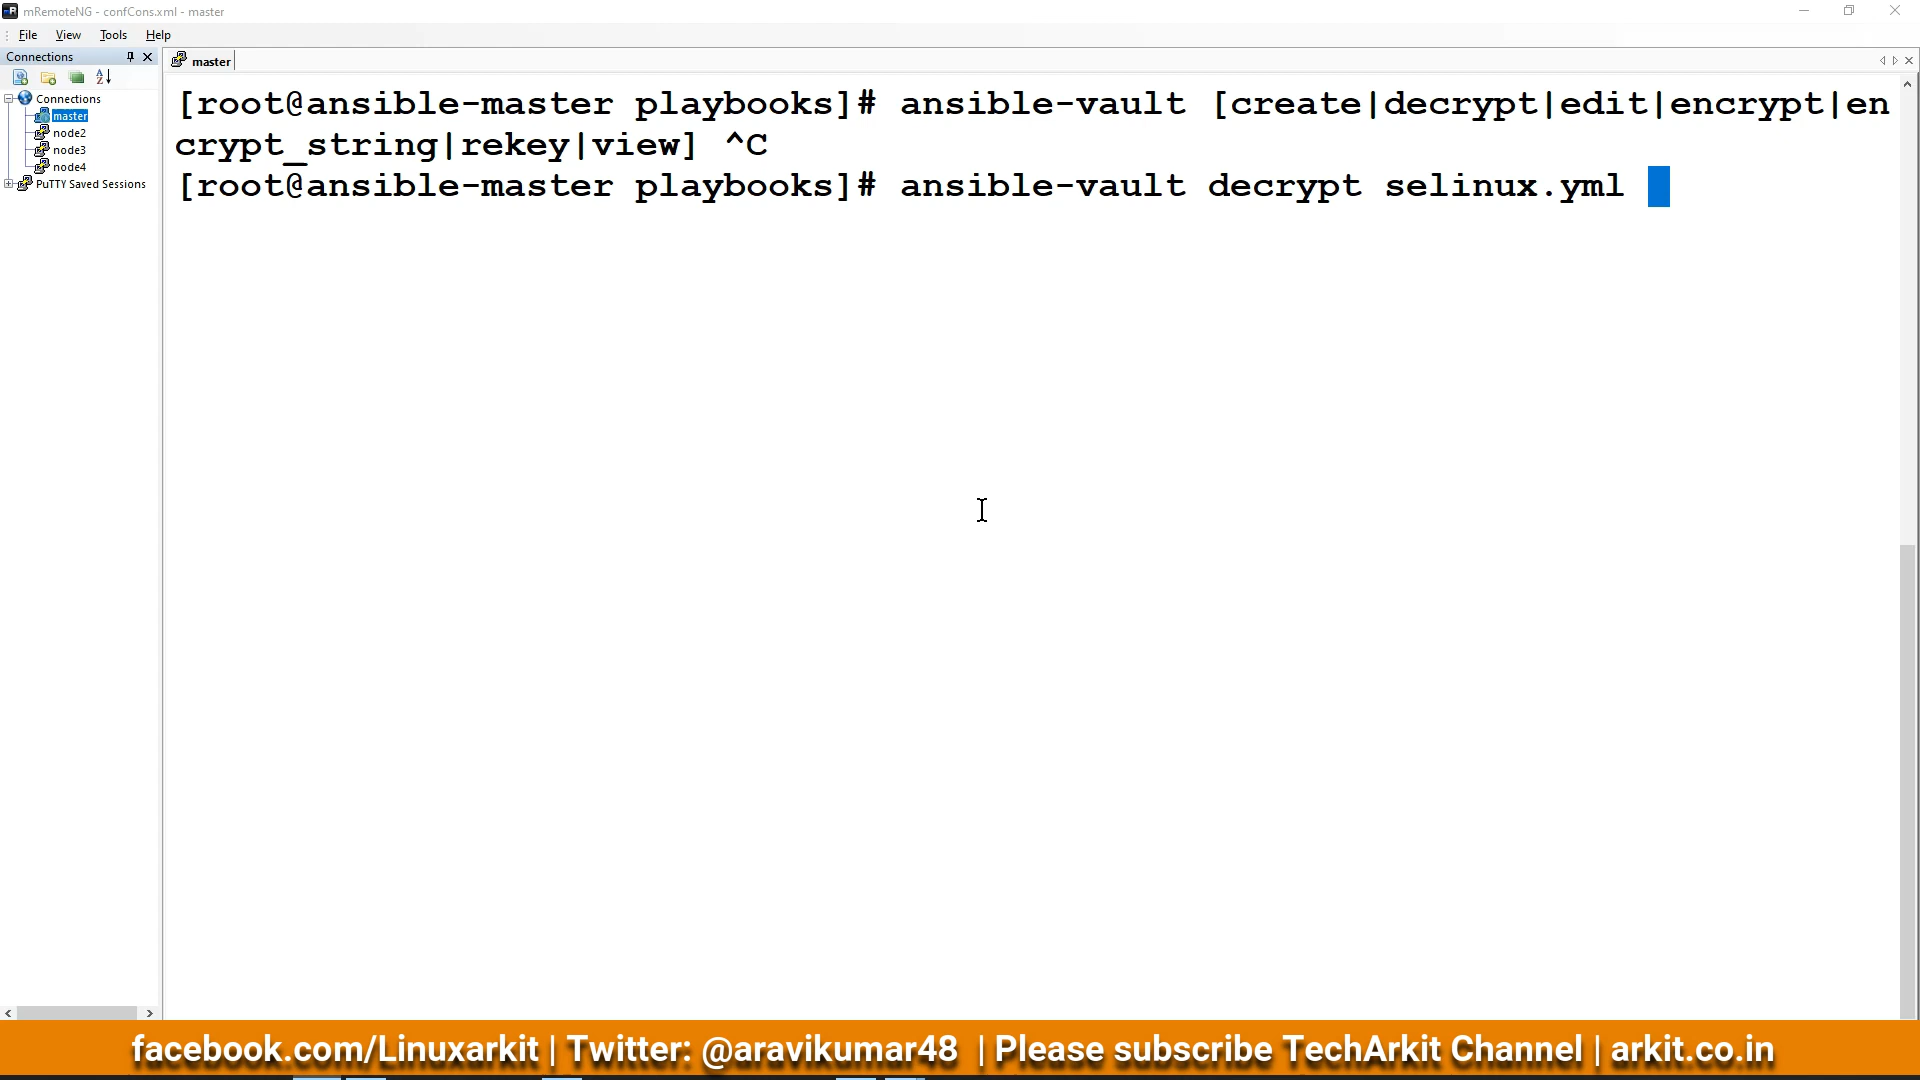 mRemoteNG - confCons.xml - master
File View Tools Help
Connections
master
Connections
master
node2
node3
node4
PuTTY Saved Sessions
[root@ansible-master playbooks]# ansible-vault [create|decrypt|edit|encrypt|en
crypt_string|rekey|view] ^C
[root@ansible-master playbooks]# ansible-vault decrypt selinux.yml
facebook.com/Linuxarkit | Twitter: @aravikumar48 | Please subscribe TechArkit Channel | arkit.co.in